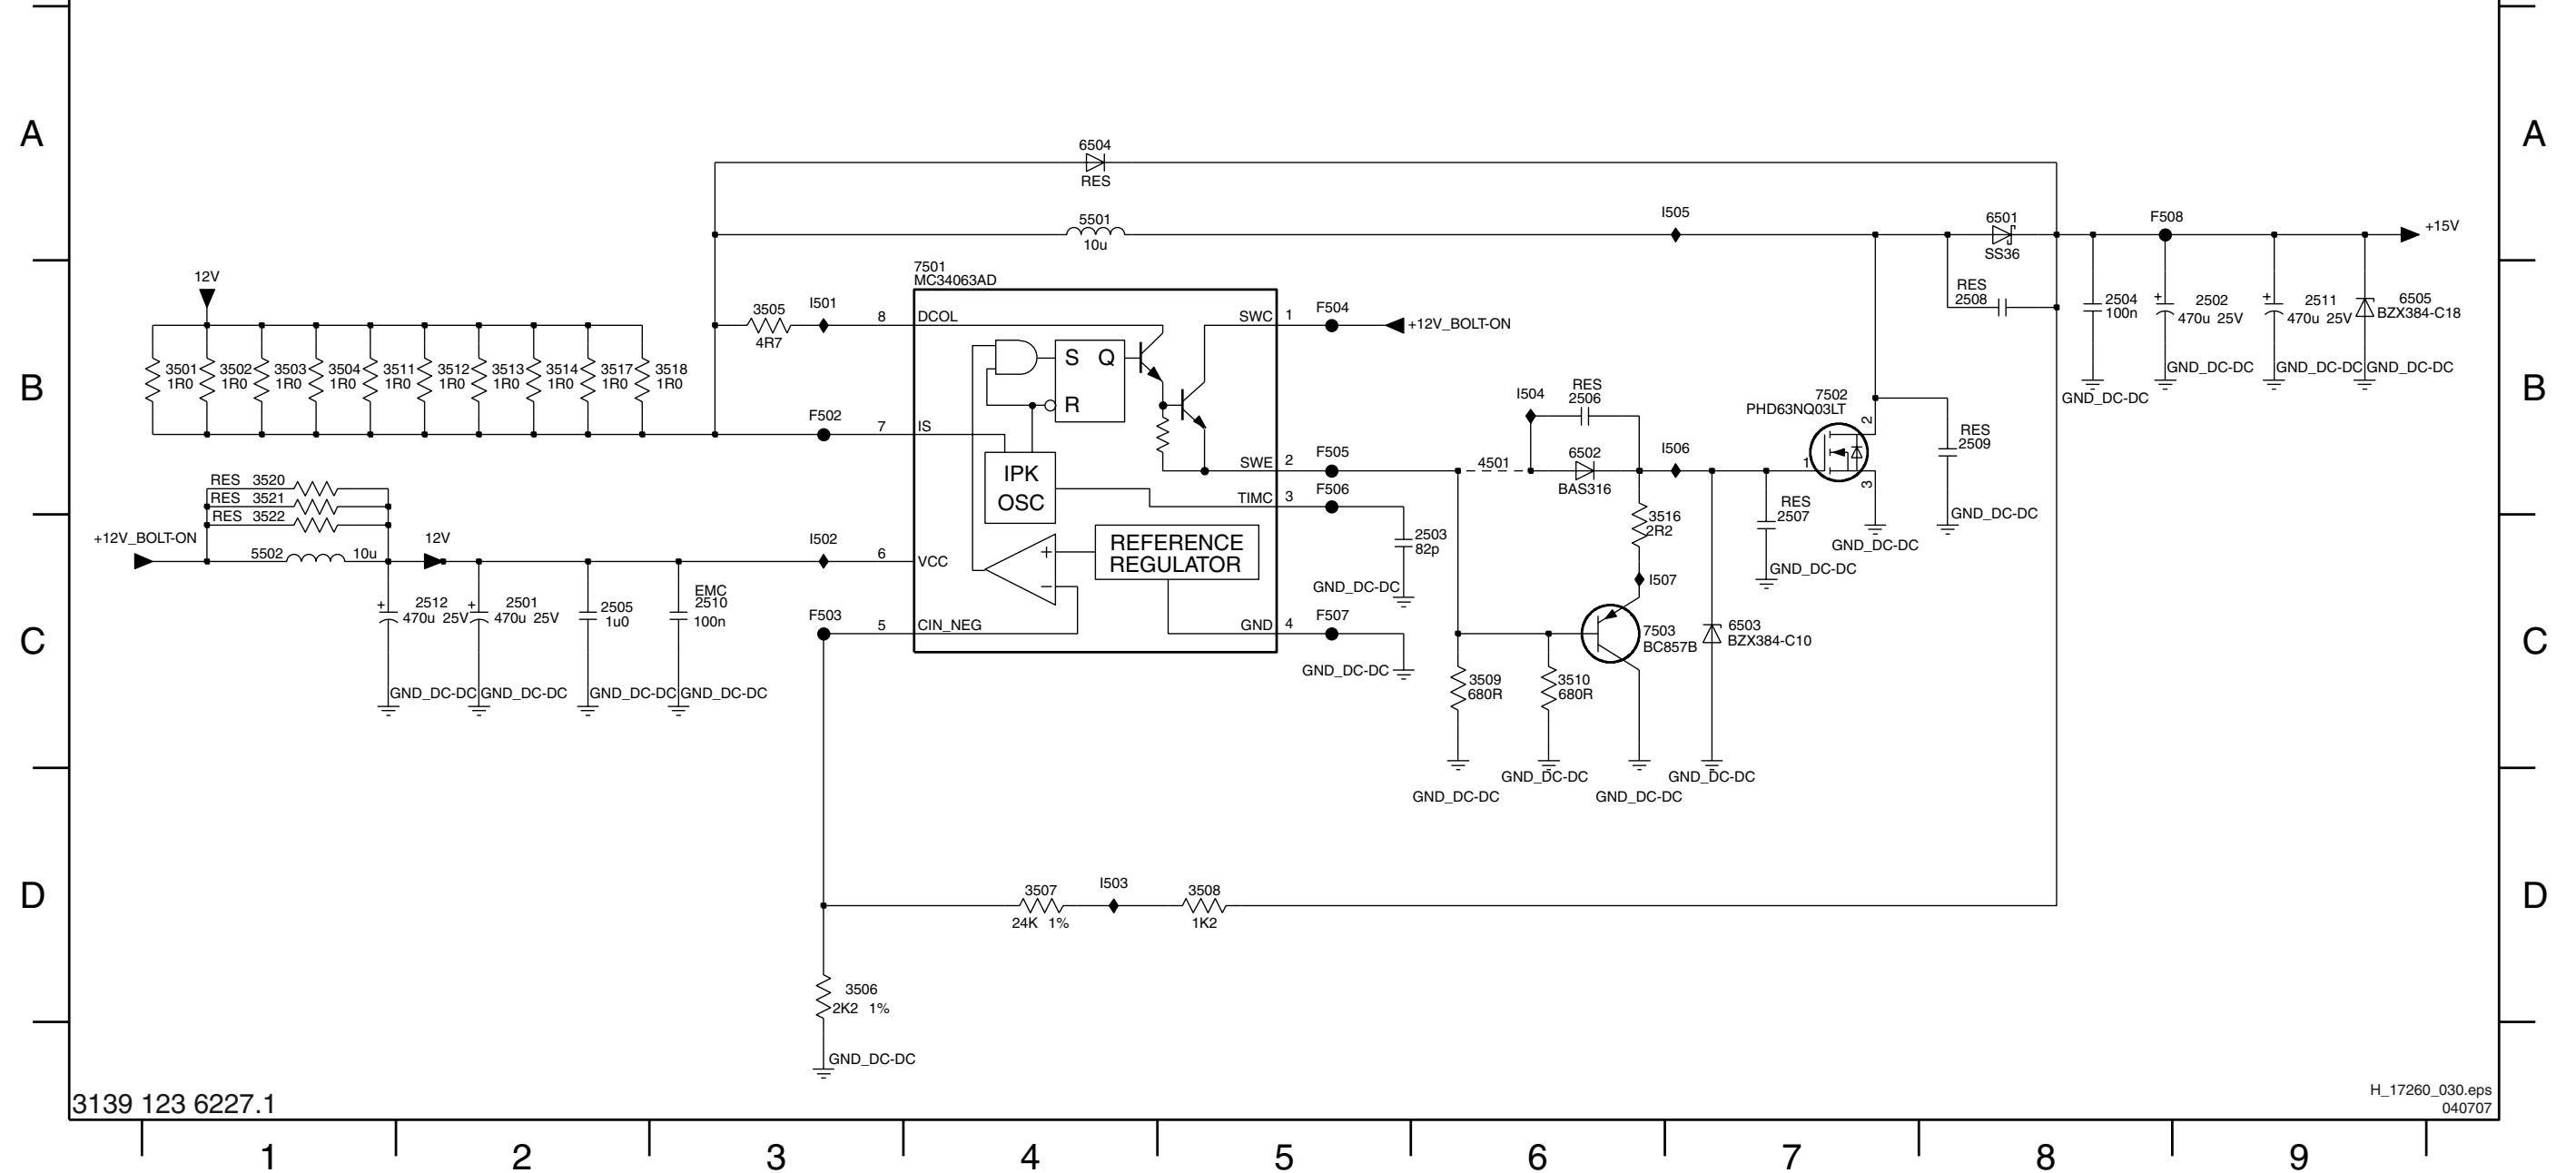 A
A
6504
RES
5501
10u
I505
6501
SS36
F508
+15V
12V
7501
MC34063AD
3505
4R7
I501
8
DCOL
SWC
1
F504
+12V_BOLT-ON
RES
2508
2504
100n
2502
470u 25V
2511
470u 25V
6505
BZX384-C18
B
B
3501
1R0
3502
1R0
3503
1R0
3504
1R0
3511
1R0
3512
1R0
3513
1R0
3514
1R0
3517
1R0
3518
1R0
S Q
R
GND_DC-DC
GND_DC-DC
GND_DC-DC
GND_DC-DC
F502
7
IS
I504
RES
2506
7502
PHD63NQ03LT
2
1
3
RES
2509
IPK
OSC
SWE
2
F505
4501
6502
BAS316
I506
RES 3520
RES 3521
RES 3522
TIMC
3
F506
3516
2R2
RES
2507
GND_DC-DC
GND_DC-DC
GND_DC-DC
+12V_BOLT-ON
5502
10u
12V
I502
6
VCC
+
−
REFERENCE
REGULATOR
2503
82p
GND_DC-DC
I507
+
2512
470u 25V
+
2501
470u 25V
2505
1u0
EMC
2510
100n
F503
5
CIN_NEG
GND
4
F507
GND_DC-DC
7503
BC857B
6503
BZX384-C10
C
C
GND_DC-DC
GND_DC-DC
GND_DC-DC
GND_DC-DC
3509
680R
3510
680R
GND_DC-DC
GND_DC-DC
GND_DC-DC
GND_DC-DC
D
D
3507
24K 1%
I503
3508
1K2
3506
2K2 1%
GND_DC-DC
+
+
3139 123 6227.1
H_17260_030.eps
040707
1
2
3
4
5
6
7
8
9